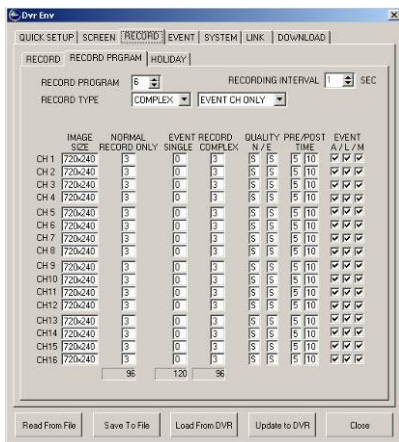 Dvr Env
QUICK SETUP SCREEN RECORD EVENT SYSTEM LINK DOWNLOAD
RECORD RECORD PRGRAM HOLIDAY
RECORD PROGRAM 6 RECORDING INTERVAL 1 SEC
RECORD TYPE COMPLEX EVENT CH ONLY
IMAGE NORMAL EVENT RECORD QUALITY PRE/POST EVENT
SIZE RECORD ONLY SINGLE COMPLEX N / E TIME A / L / M
CH 1 720x240 3 0 3 S S 5 10
CH 2 720x240 3 0 3 S S 5 10
CH 3 720x240 3 0 3 S S 5 10
CH 4 720x240 3 0 3 S S 5 10
CH 5 720x240 3 0 3 S S 5 10
CH 6 720x240 3 0 3 S S 5 10
CH 7 720x240 3 0 3 S S 5 10
CH 8 720x240 3 0 3 S S 5 10
CH 9 720x240 3 0 3 S S 5 10
CH10 720x240 3 0 3 S S 5 10
CH11 720x240 3 0 3 S S 5 10
CH12 720x240 3 0 3 S S 5 10
CH13 720x240 3 0 3 S S 5 10
CH14 720x240 3 0 3 S S 5 10
CH15 720x240 3 0 3 S S 5 10
CH16 720x240 3 0 3 S S 5 10
96 120 96
Read From File Save To File Load From DVR Update to DVR Close